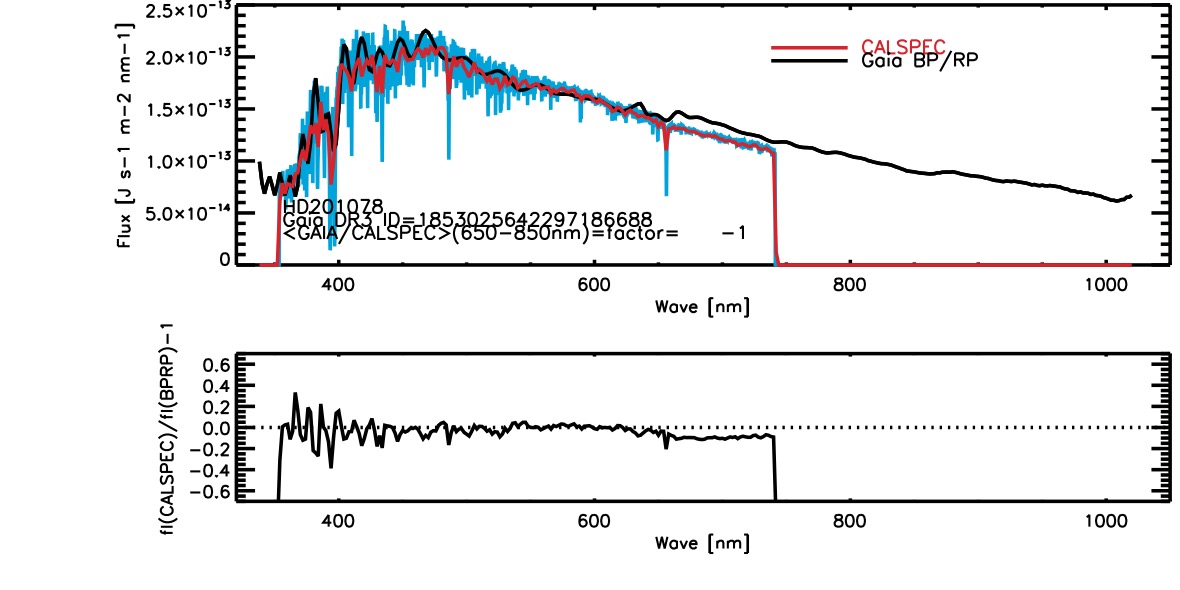 2.5×10−13
2.0×10−13
1.5×10−13
1.0×10−13
5.0×10−14
0
Flux [J s−1 m−2 nm−1]
CALSPEC
Gaia BP/RP
HD201078
Gaia DR3 ID=1853025642297186688
<GAIA/CALSPEC>(650−850nm)=factor= −1
400 600 800 1000
Wave [nm]
fl(CALSPEC)/fl(BPRP)−1
0.6
0.4
0.2
0.0
−0.2
−0.4
−0.6
400 600 800 1000
Wave [nm]